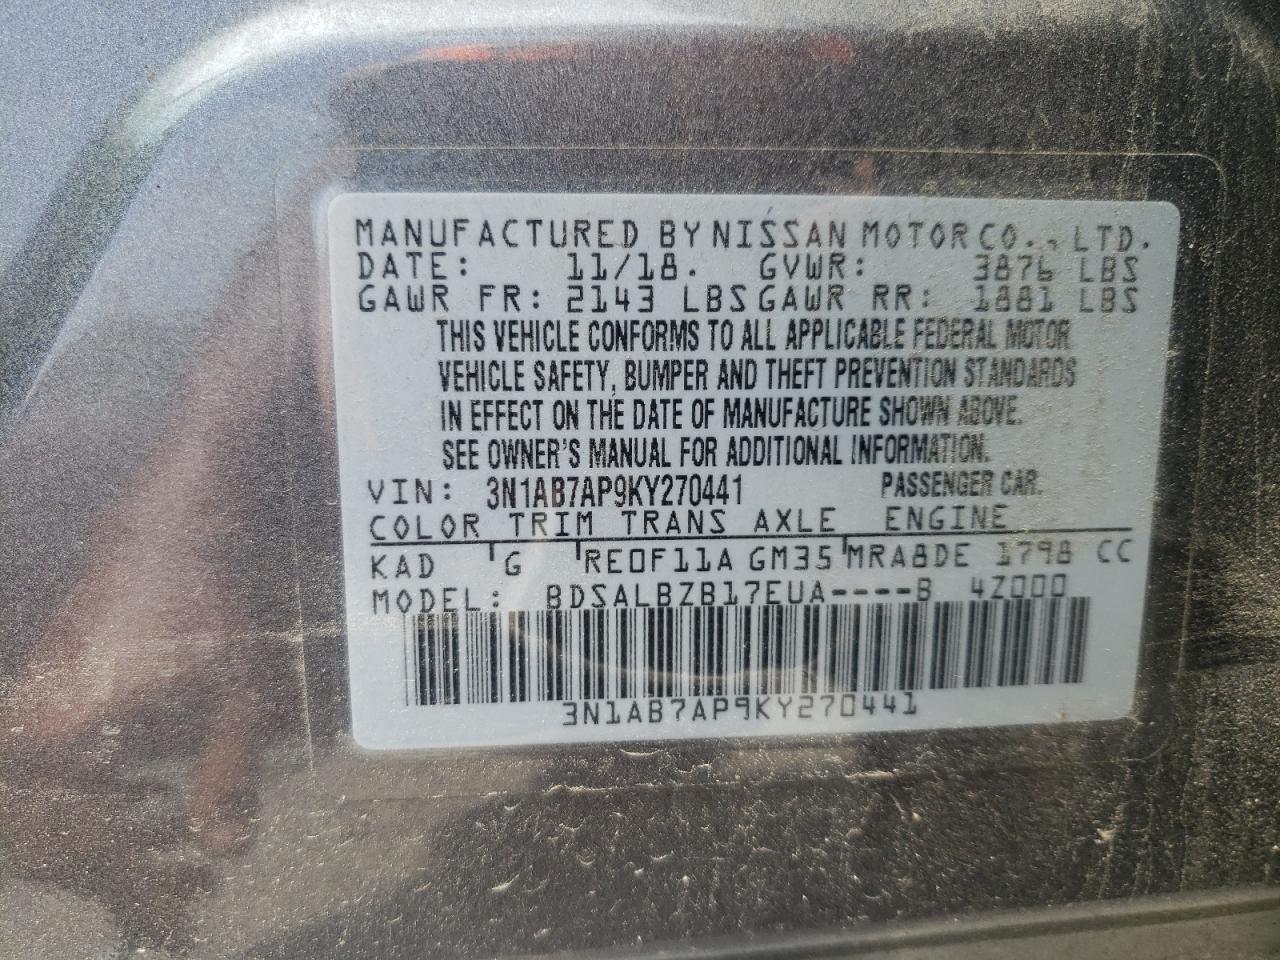 MANUFACTURED BY NISSAN MOTOR CO., LTD.
DATE: 11/18. GVWR: 3876 LBS
GAWR FR: 2143 LBS GAWR RR: 1881 LBS
THIS VEHICLE CONFORMS TO ALL APPLICABLE FEDERAL MOTOR
VEHICLE SAFETY, BUMPER AND THEFT PREVENTION STANDARDS
IN EFFECT ON THE DATE OF MANUFACTURE SHOWN ABOVE.
SEE OWNER'S MANUAL FOR ADDITIONAL INFORMATION.
VIN: 3N1AB7AP9KY270441 PASSENGER CAR.
COLOR TRIM TRANS AXLE ENGINE
KAD G RE0F11A GM35 MRA8DE 1798 CC
MODEL: BDSALBZB17EUA----B 4Z000
3N1AB7AP9KY270441